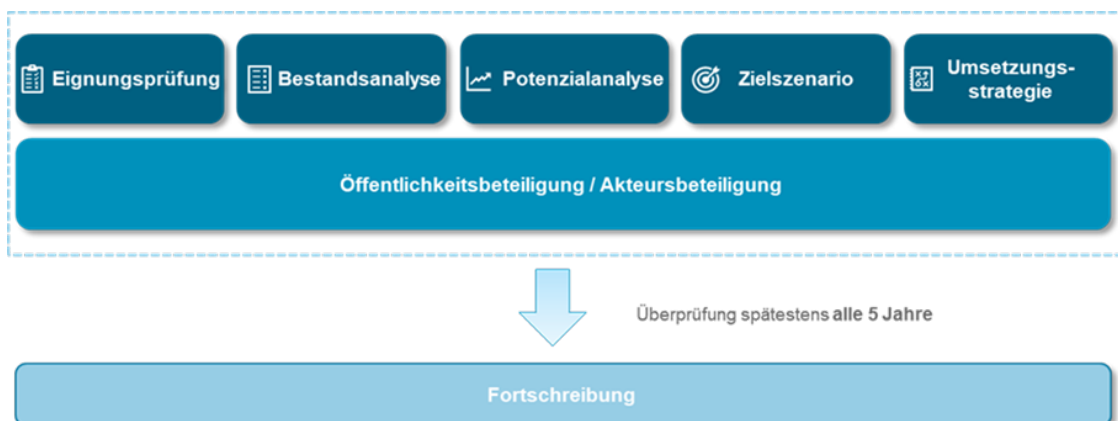 Eignungsprüfung
Bestandsanalyse
Potenzialanalyse
Zielszenario
Umsetzungs-
strategie
Öffentlichkeitsbeteiligung / Akteursbeteiligung
Überprüfung spätestens alle 5 Jahre
Fortschreibung